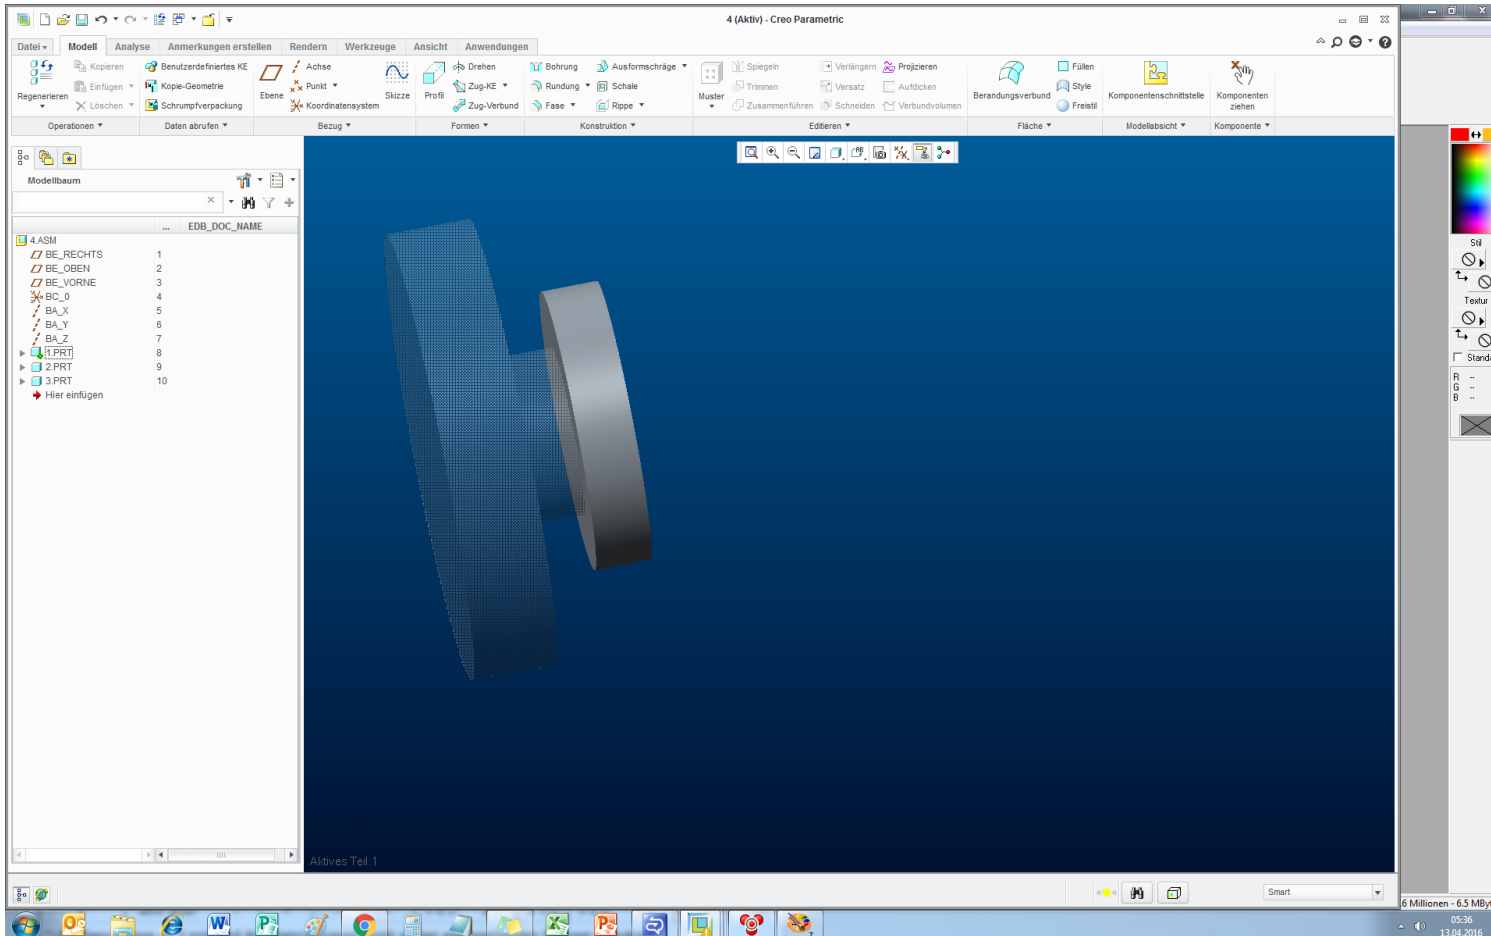 4 (Aktiv) - Creo Parametric
Datei Modell Analyse Anmerkungen erstellen Rendern Werkzeuge Ansicht Anwendungen
Regenerieren
Kopieren
Einfügen
Löschen
Operationen
Benutzerdefiniertes KE
Kopie-Geometrie
Schrumpfverpackung
Daten abrufen
Ebene
Achse
Punkt
Koordinatensystem
Skizze
Bezug
Profil
Drehen
Zug-KE
Zug-Verbund
Formen
Bohrung
Rundung
Fase
Ausformschräge
Schale
Rippe
Konstruktion
Muster
Spiegeln
Trimmen
Zusammenführen
Verlängern
Versatz
Schneiden
Projizieren
Aufdicken
Verbundvolumen
Editieren
Berandungsverbund
Füllen
Style
Freistil
Fläche
Komponentenschnittstelle
Modellabsicht
Komponenten
ziehen
Komponente
Modellbaum
... EDB_DOC_NAME
4.ASM
BE_RECHTS 1
BE_OBEN 2
BE_VORNE 3
BC_0 4
BA_X 5
BA_Y 6
BA_Z 7
1.PRT 8
2.PRT 9
3.PRT 10
Hier einfügen
Aktives Teil:1
Smart
Stil
Textur
Standa
R --
G --
B --
6 Millionen - 6.5 MByt
05:36
13.04.2016